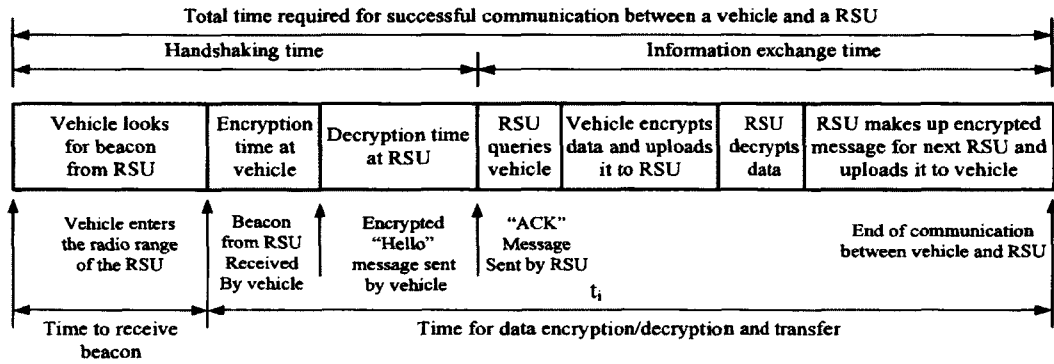 Total time required for successful communication between a vehicle and a RSU
Handshaking time
Information exchange time
Vehicle looks
for beacon
from RSU
Encryption
time at
vehicle
Decryption time
at RSU
RSU
queries
vehicle
Vehicle encrypts
data and uploads
it to RSU
RSU
decrypts
data
RSU makes up encrypted
message for next RSU and
uploads it to vehicle
Vehicle enters
the radio range
of the RSU
Beacon
from RSU
Received
By vehicle
Encrypted
“Hello”
message sent
by vehicle
“ACK”
Message
Sent by RSU
End of communication
between vehicle and RSU
ti
Time to receive
beacon
Time for data encryption/decryption and transfer